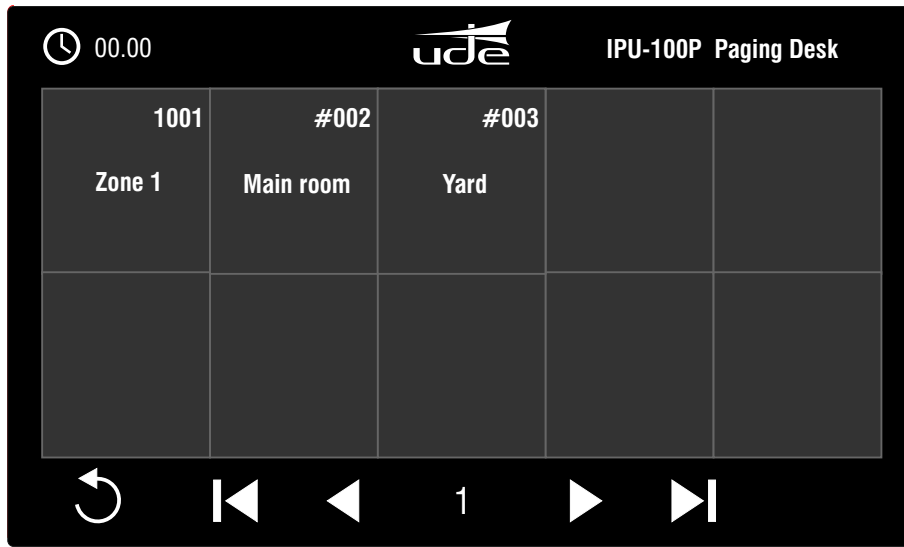 00.00
ude
IPU-100P Paging Desk
1001
#002
#003
Zone 1
Main room
Yard
1